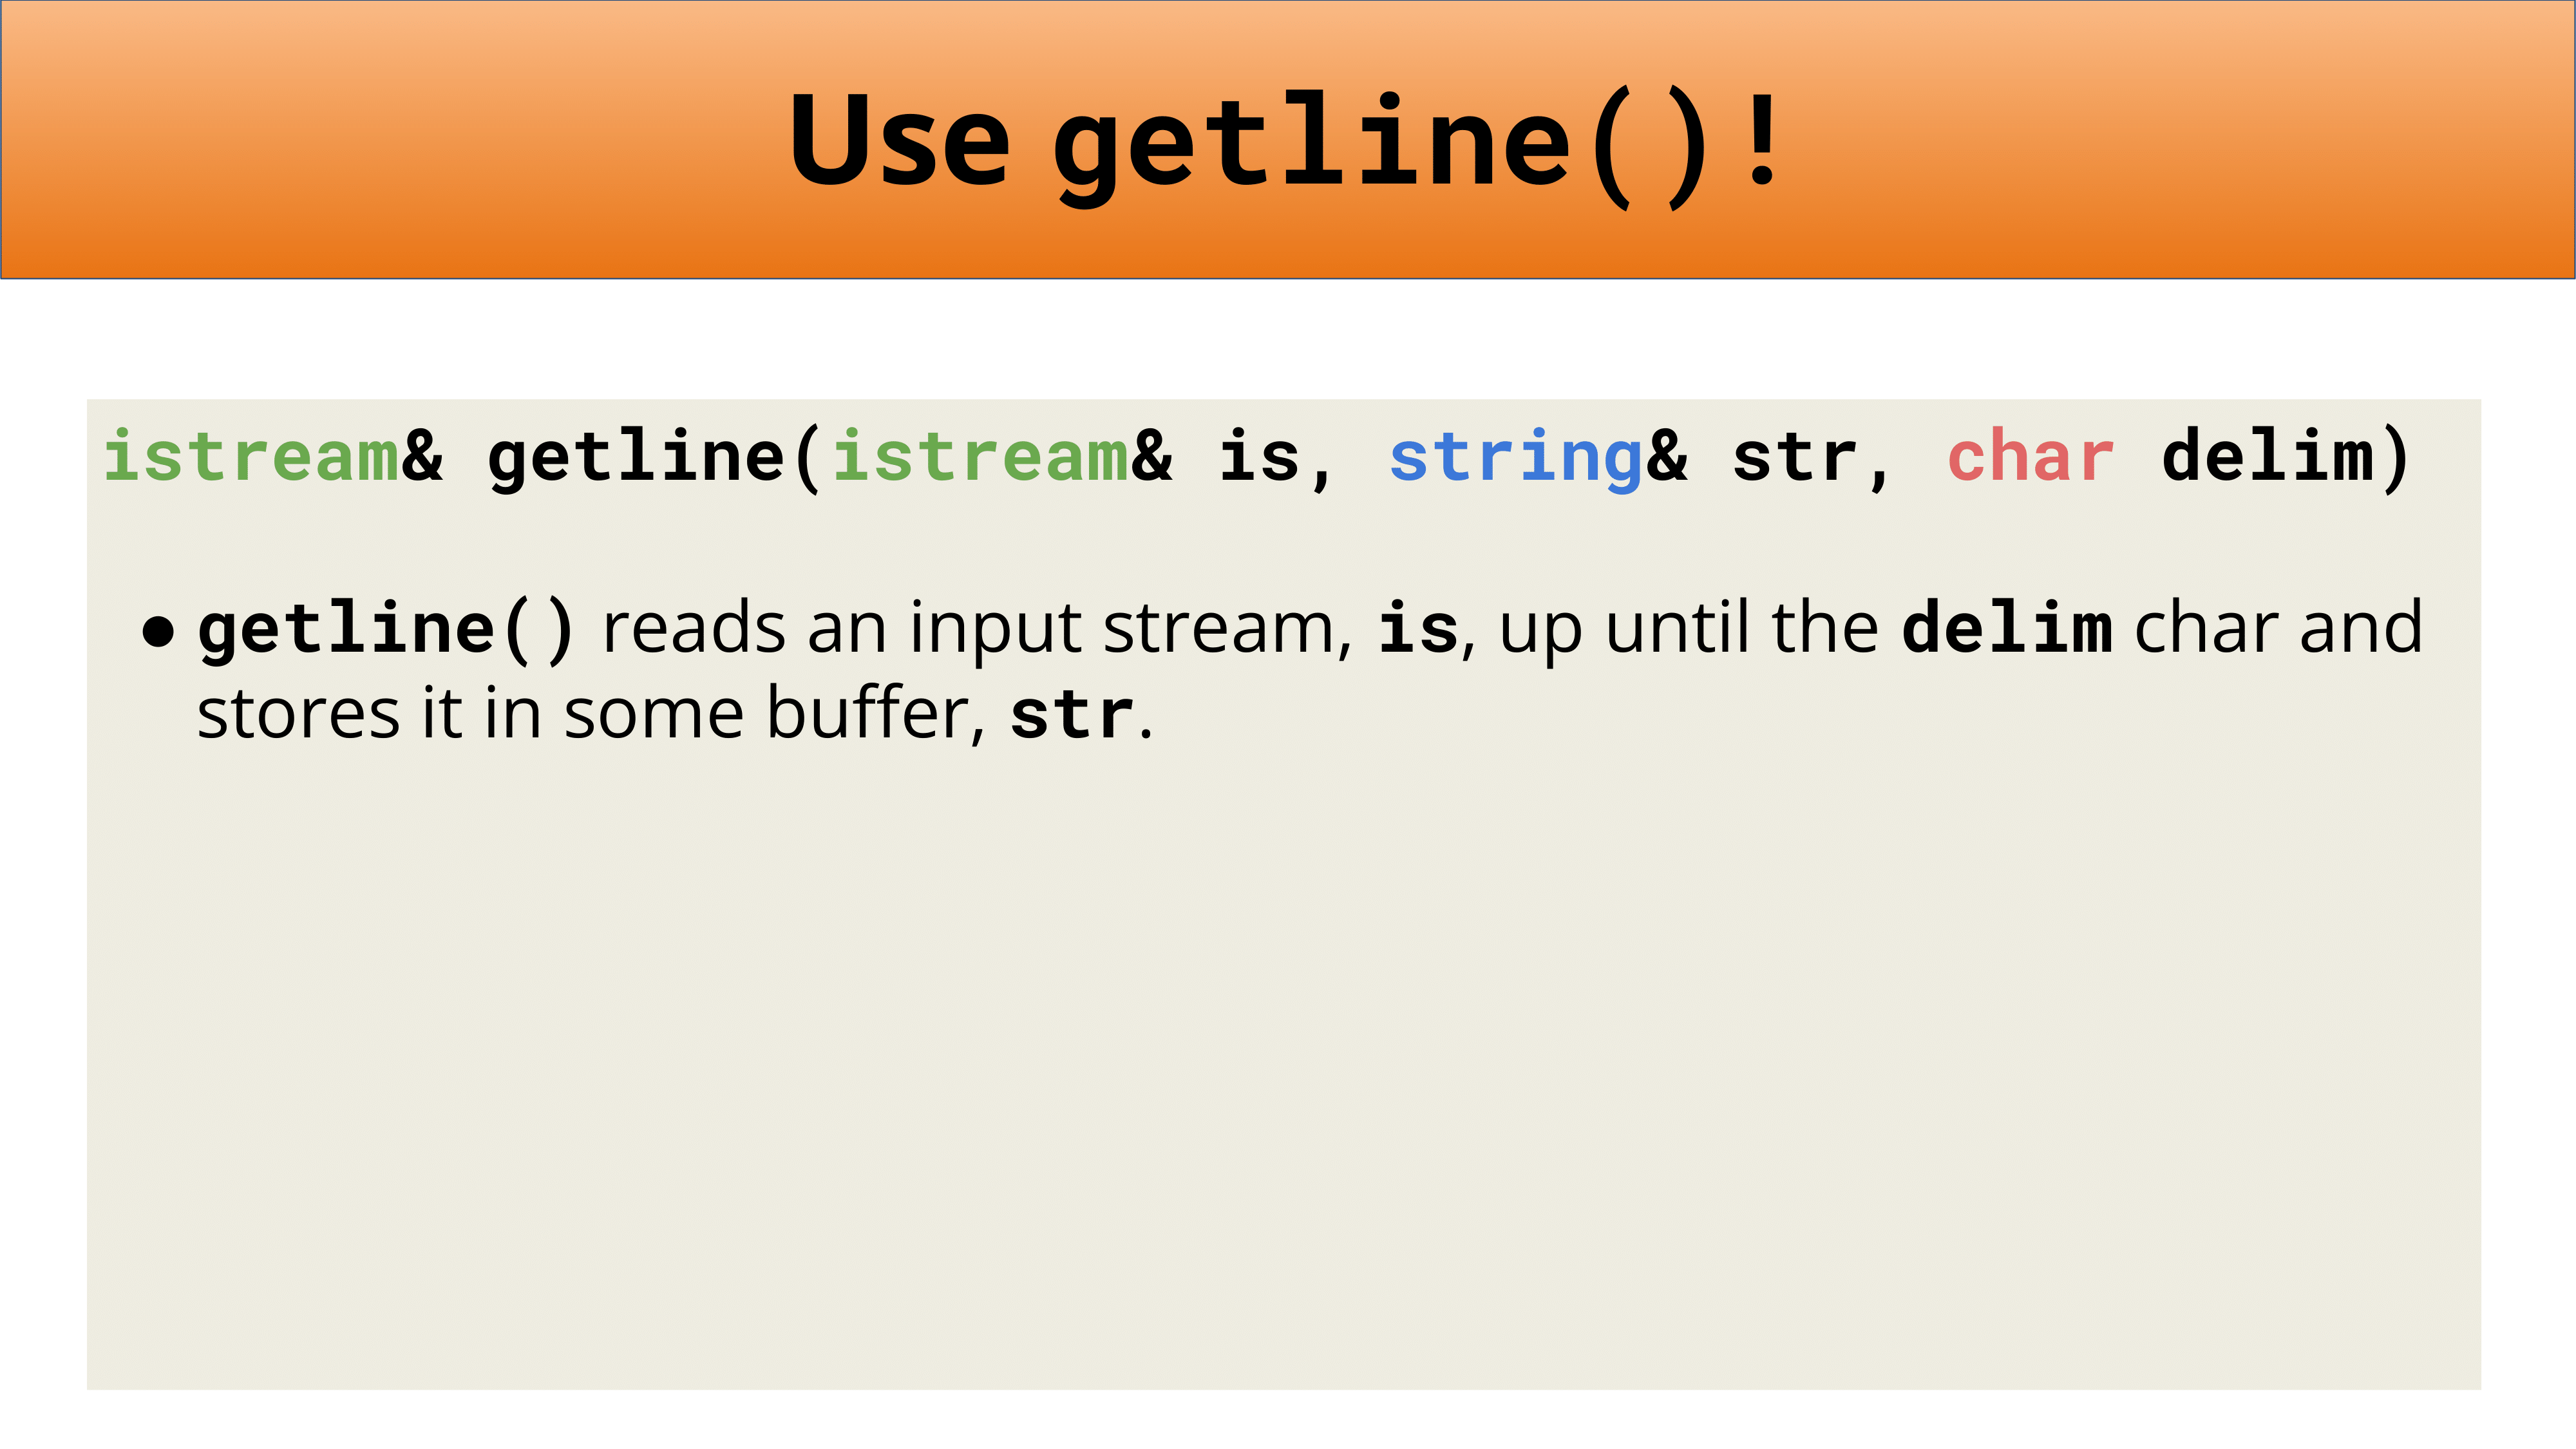 Use getline()!
istream& getline(istream& is, string& str, char delim)
● getline() reads an input stream, is, up until the delim char and
stores it in some buffer, str.